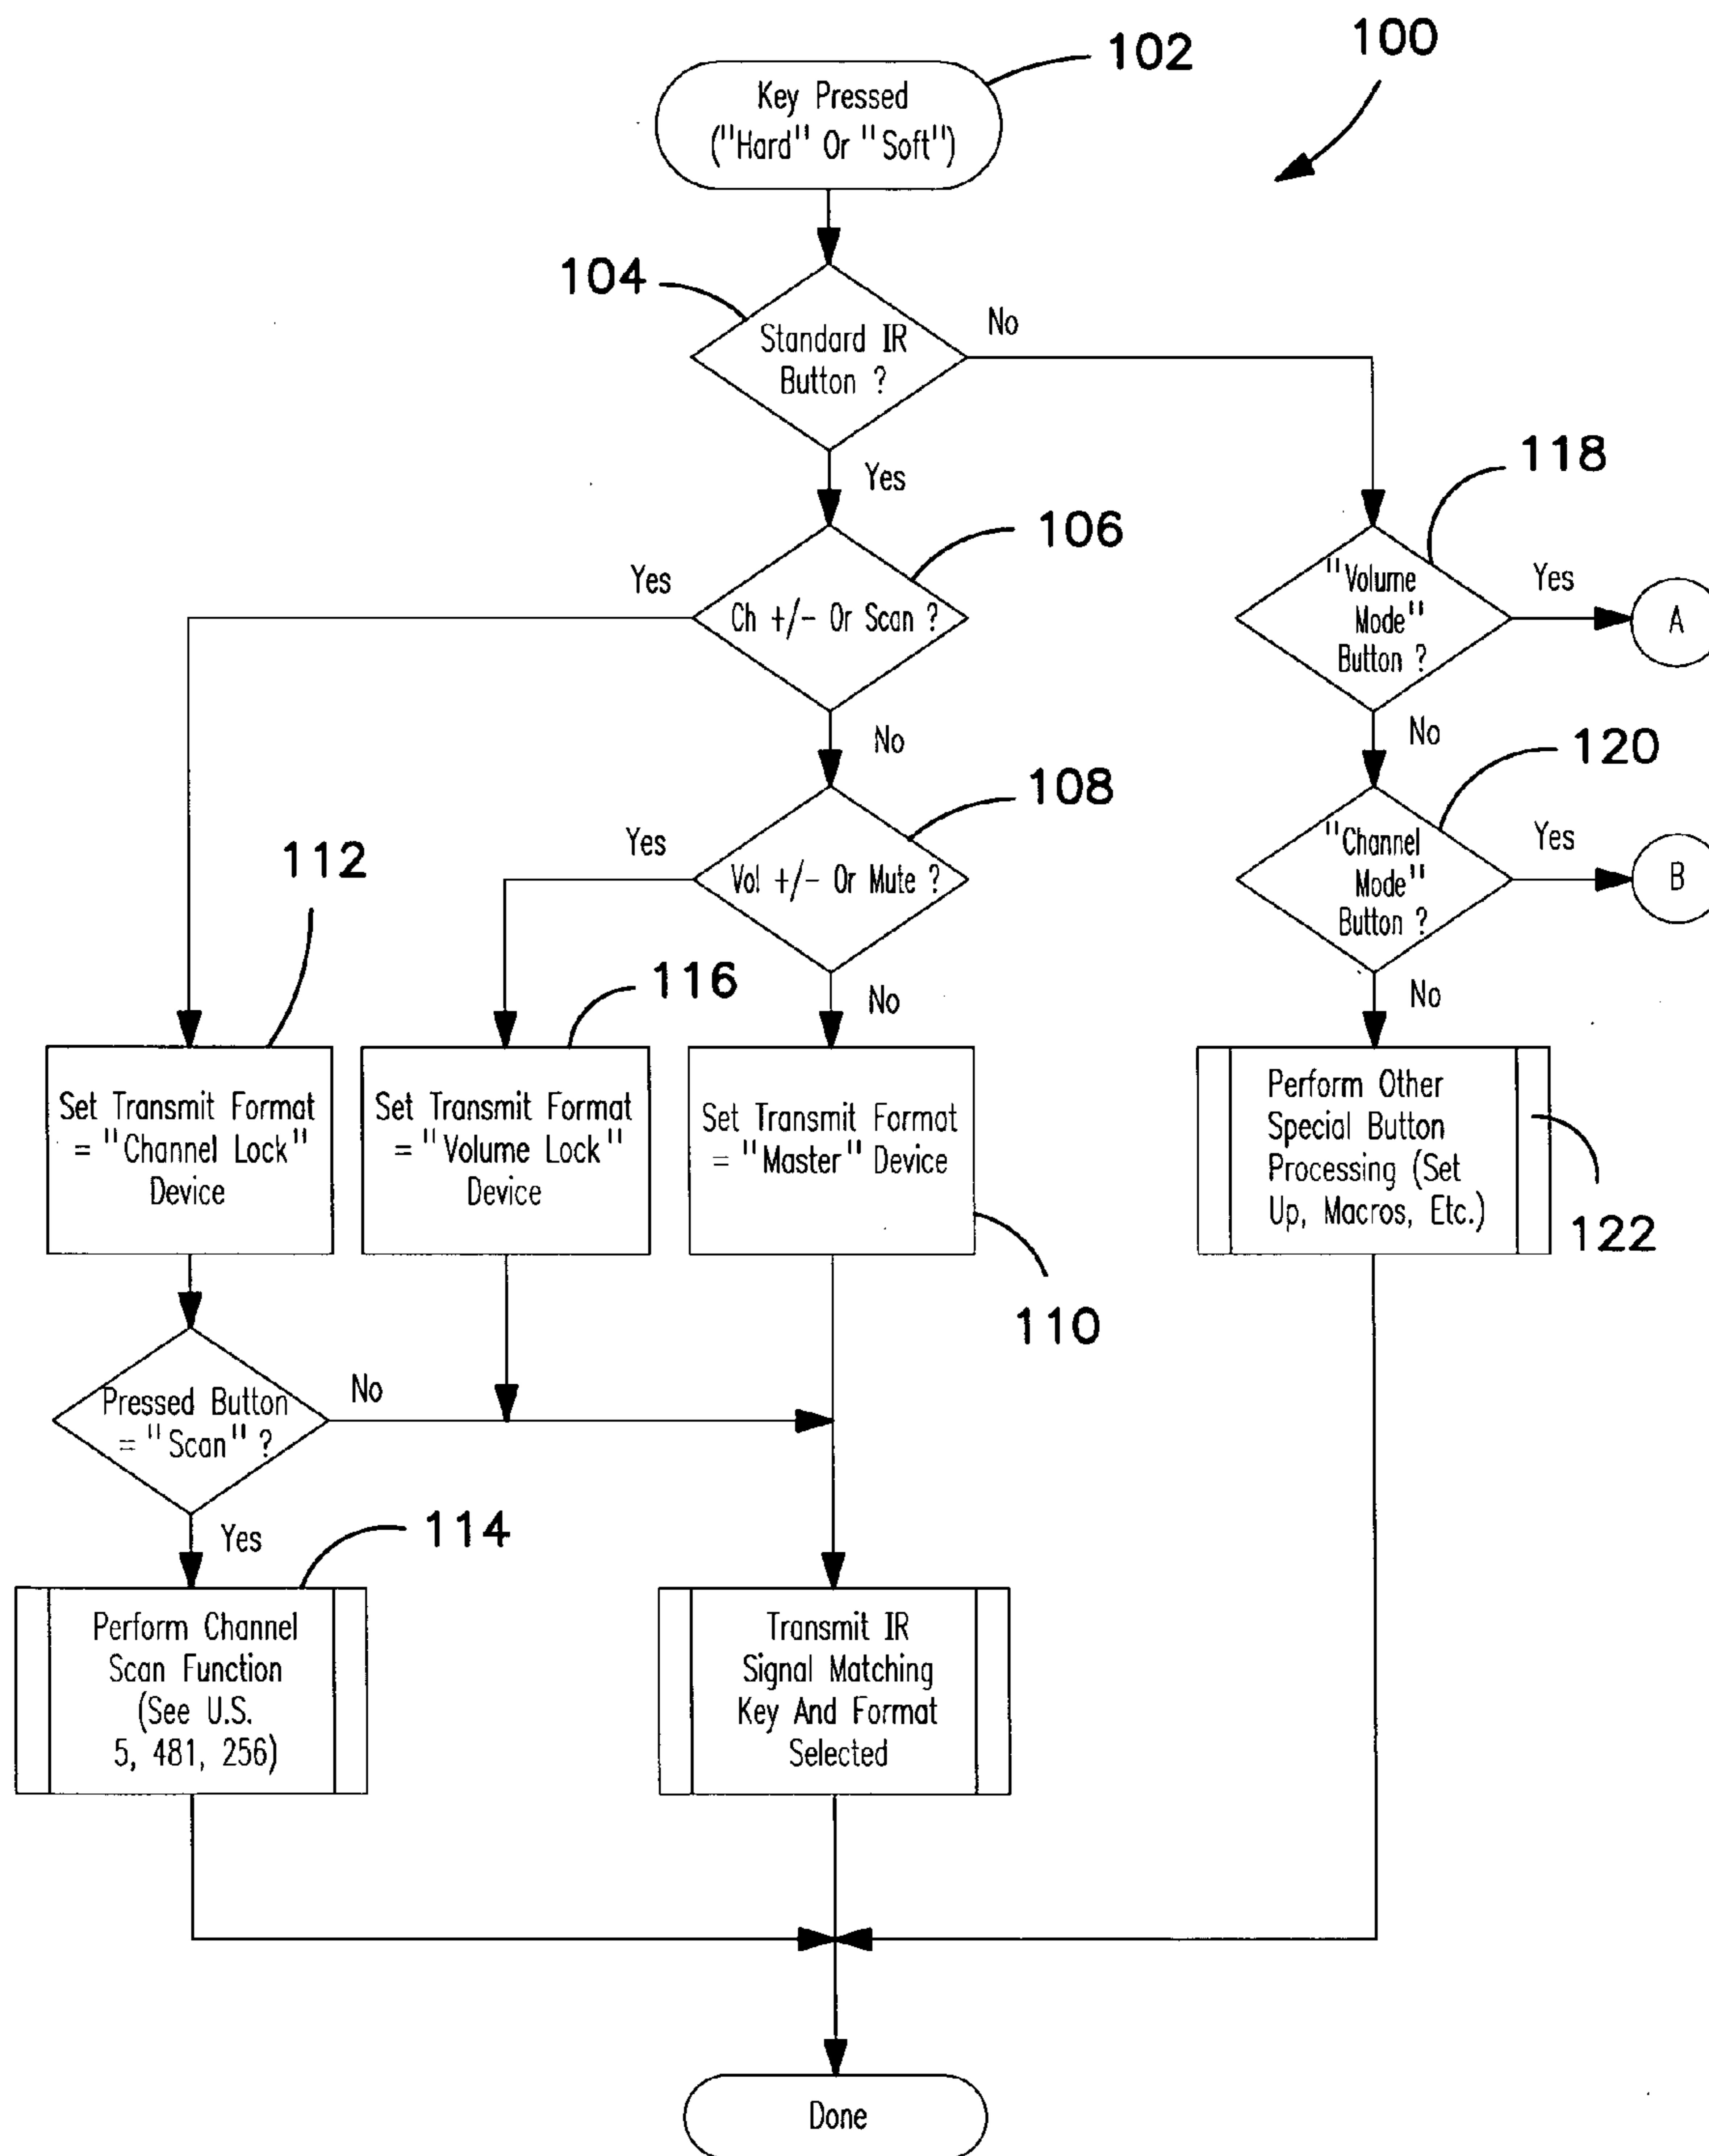 100
102
Key Pressed
("Hard" Or "Soft")
104
Standard IR
Button ?
No
Yes
118
106
"Volume
Mode"
Button ?
Yes
A
Yes
Ch +/- Or Scan ?
No
No
120
108
"Channel
Mode"
Button ?
Yes
B
Yes
Vol +/- Or Mute ?
112
116
No
No
Set Transmit Format
= "Channel Lock"
Device
Set Transmit Format
= "Volume Lock"
Device
Set Transmit Format
= "Master" Device
Perform Other
Special Button
Processing (Set
Up, Macros, Etc.)
122
110
Pressed Button
= "Scan" ?
No
Yes
114
Perform Channel
Scan Function
(See U.S.
5, 481, 256)
Transmit IR
Signal Matching
Key And Format
Selected
Done